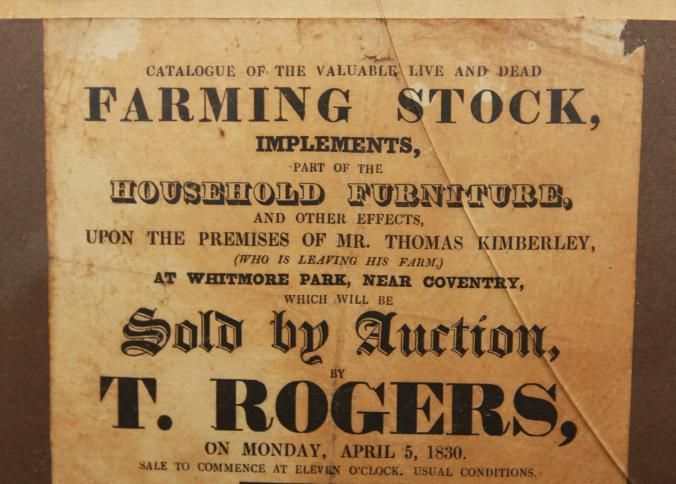 CATALOGUE OF THE VALUABLE LIVE AND DEAD
FARMING STOCK,
IMPLEMENTS,
PART OF THE
HOUSEHOLD FURNITURE,
AND OTHER EFFECTS,
UPON THE PREMISES OF MR. THOMAS KIMBERLEY,
(WHO IS LEAVING HIS FARM,)
AT WHITMORE PARK, NEAR COVENTRY,
WHICH WILL BE
Sold by Auction,
BY
T. ROGERS,
ON MONDAY, APRIL 5, 1830.
SALE TO COMMENCE AT ELEVEN O'CLOCK. USUAL CONDITIONS.